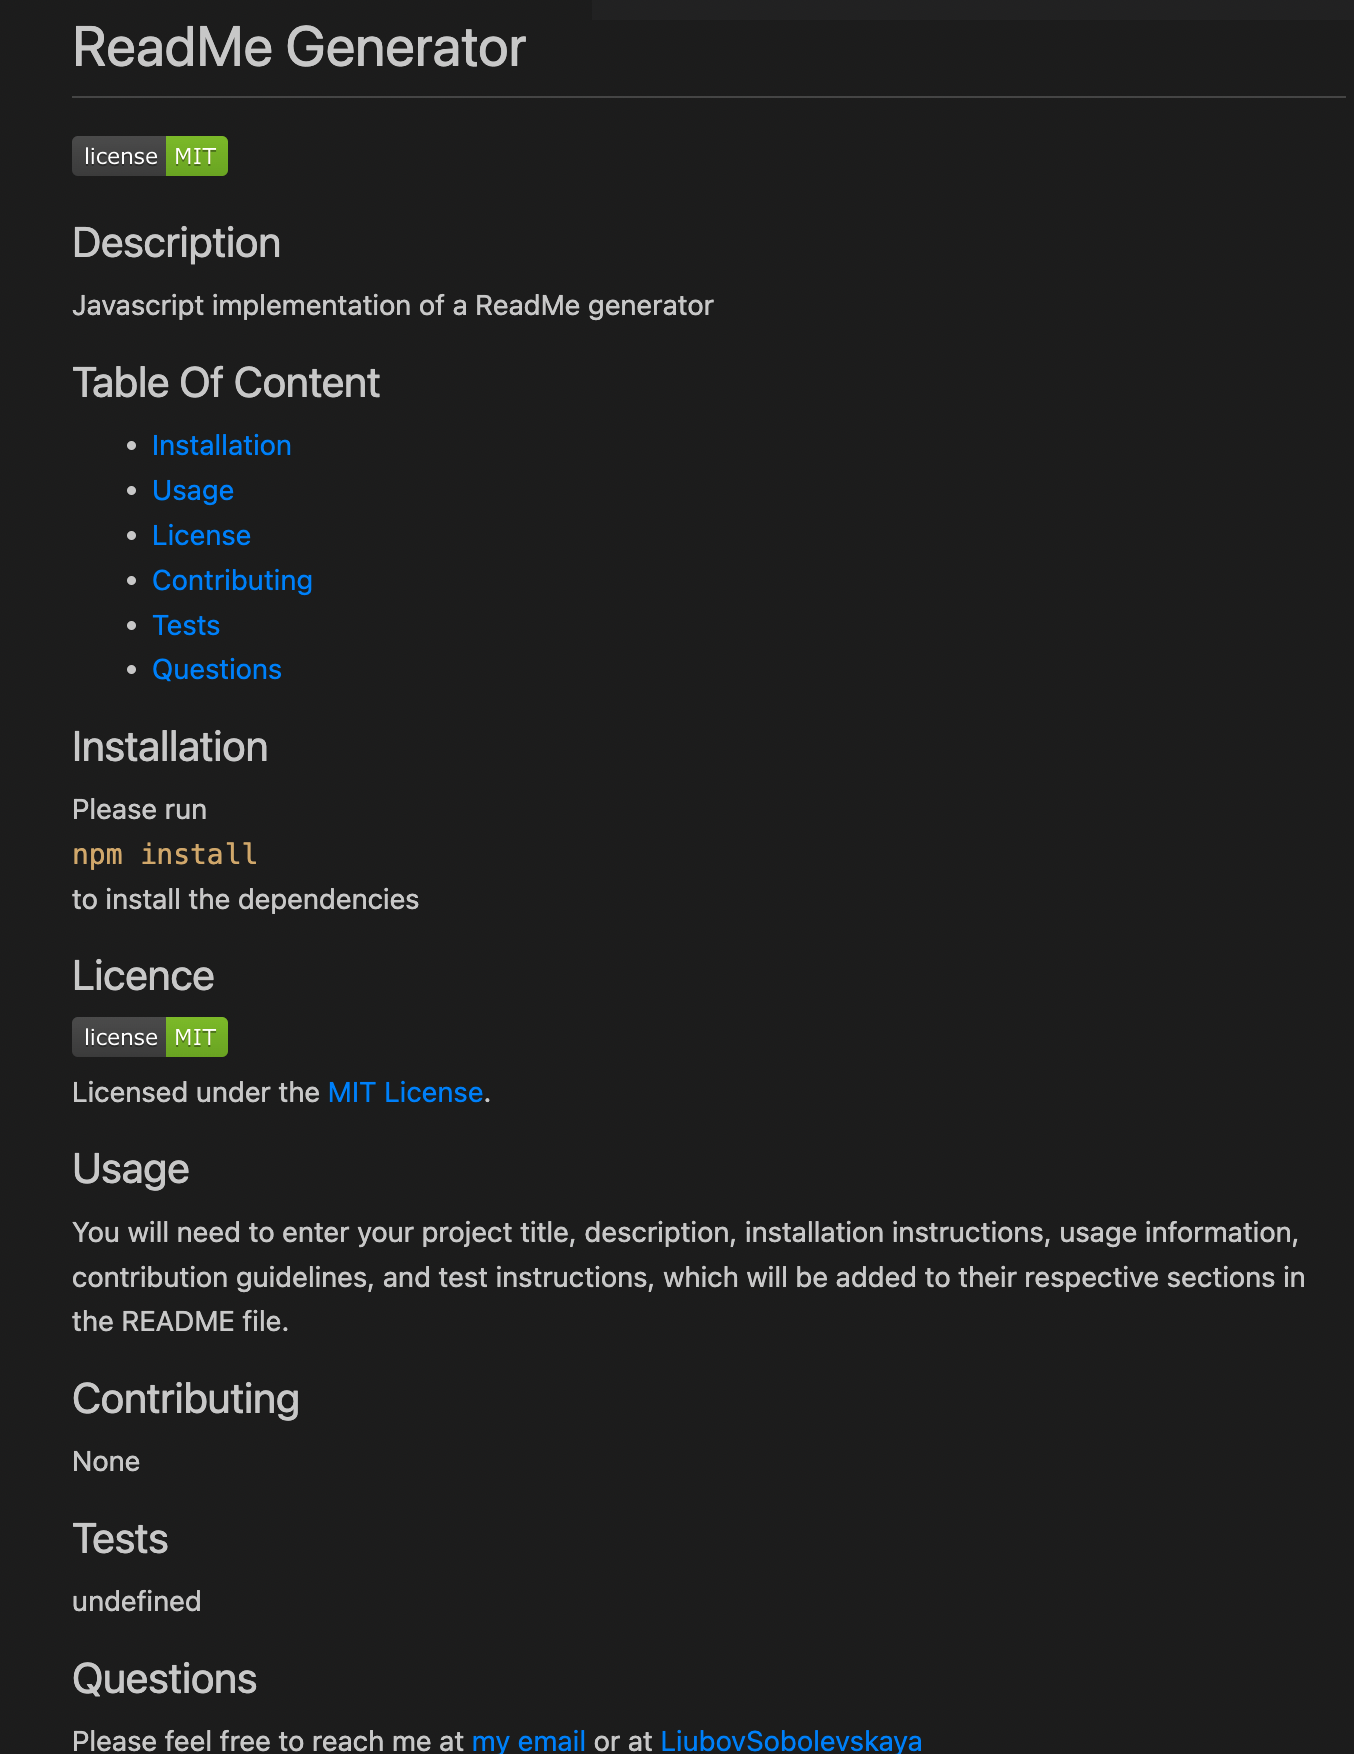 ReadMe Generator
license MIT
Description
Javascript implementation of a ReadMe generator
Table Of Content
• Installation
• Usage
• License
• Contributing
• Tests
• Questions
Installation
Please run
npm install
to install the dependencies
Licence
license MIT
Licensed under the MIT License.
Usage
You will need to enter your project title, description, installation instructions, usage information,
contribution guidelines, and test instructions, which will be added to their respective sections in
the README file.
Contributing
None
Tests
undefined
Questions
Please feel free to reach me at my email or at LiubovSobolevskaya